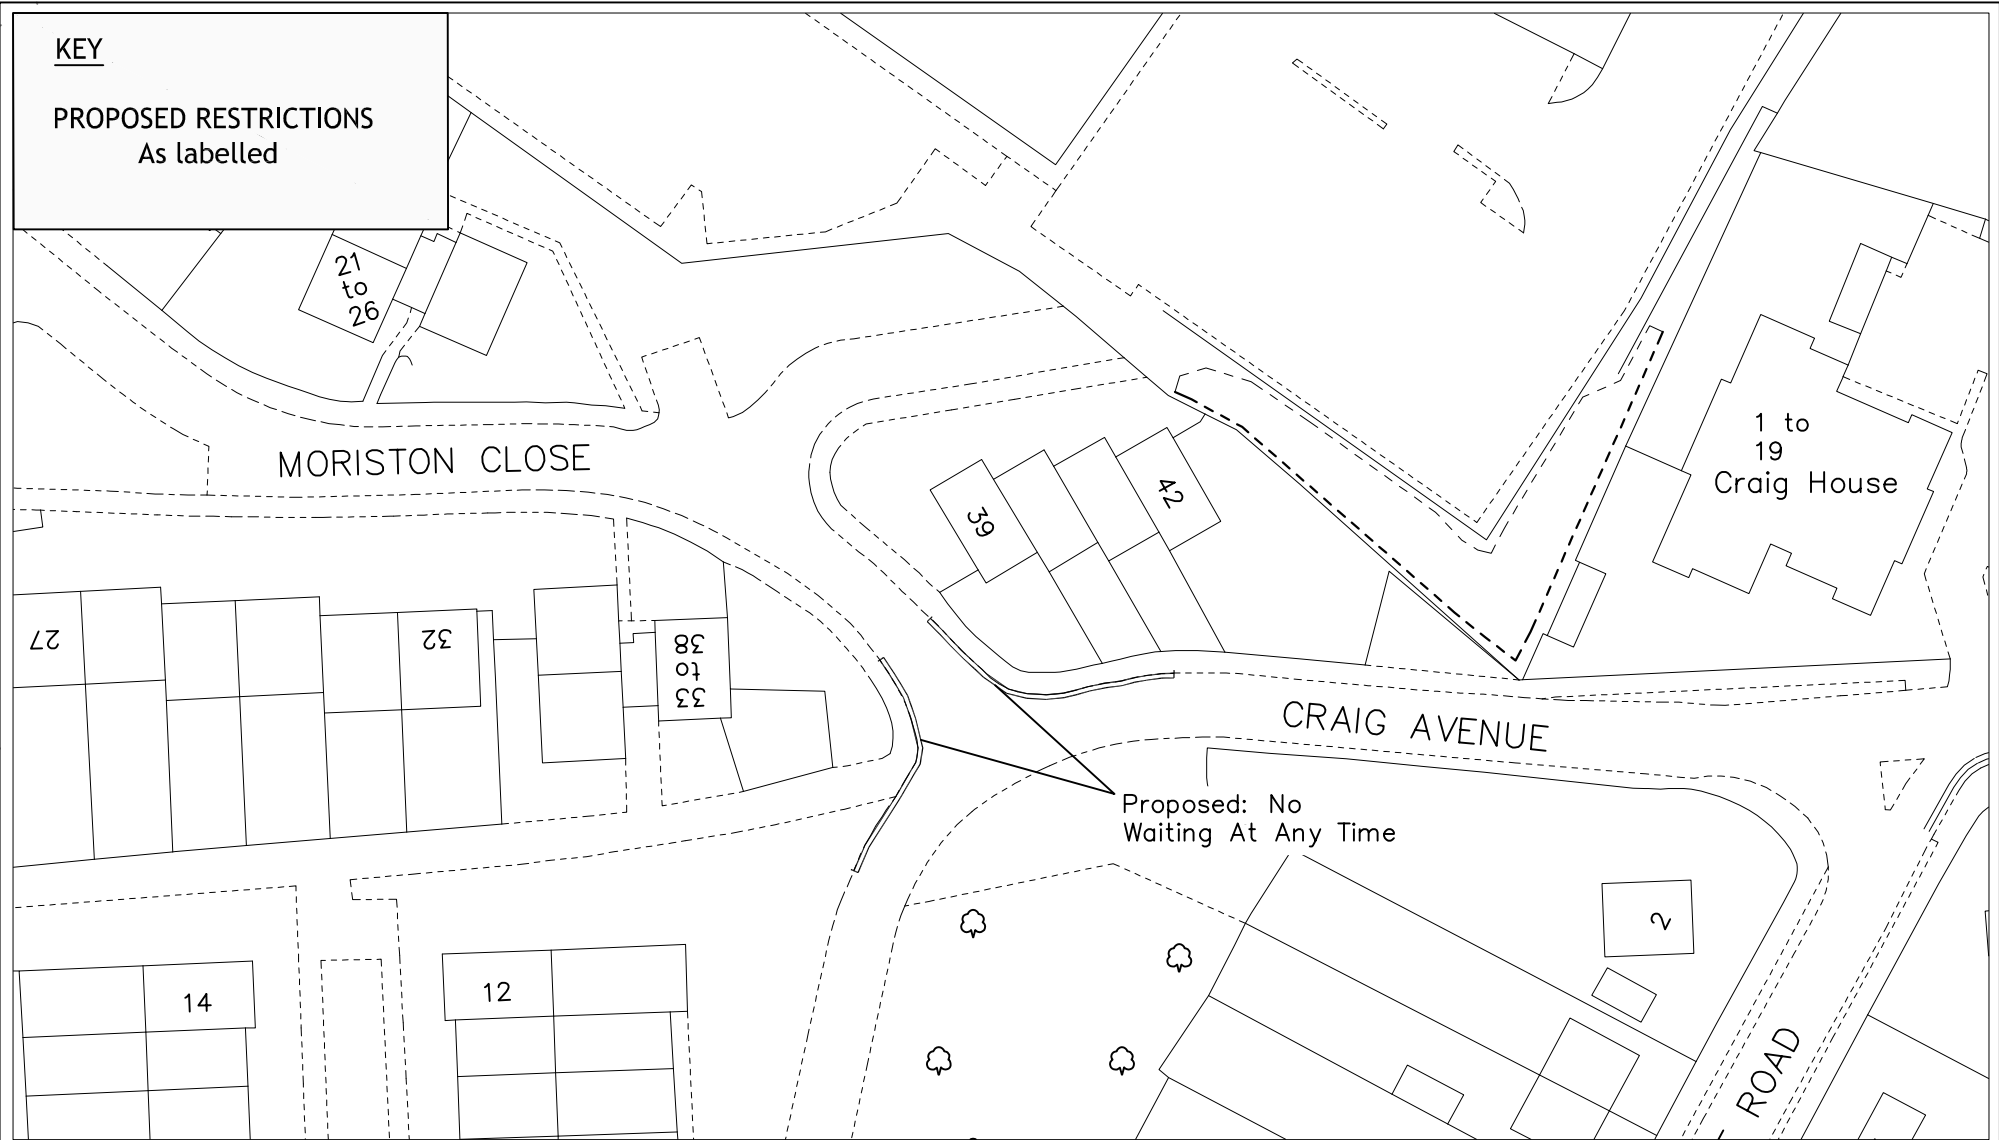 KEY
PROPOSED RESTRICTIONS
As labelled
21
to
26
MORISTON CLOSE
39
42
1 to
19
Craig House
27
32
38
to
33
CRAIG AVENUE
Proposed: No
Waiting At Any Time
2
14
12
ROAD